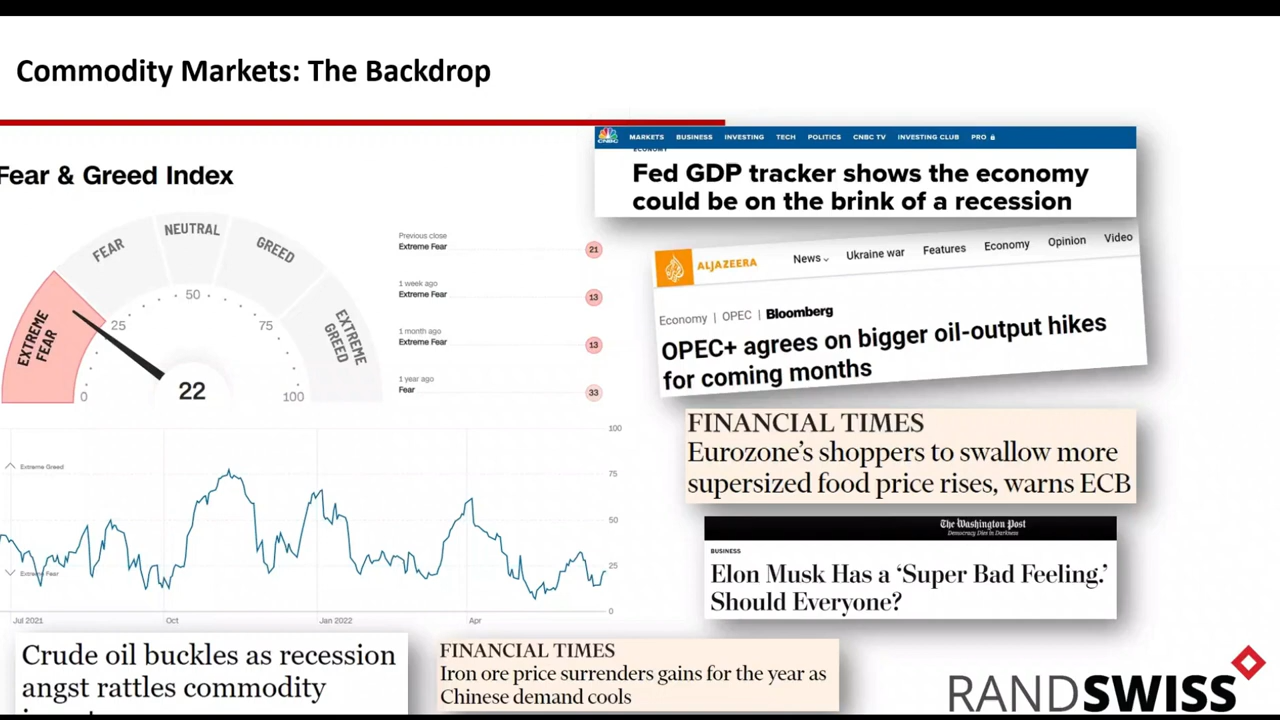 Commodity Markets: The Backdrop
Fear & Greed Index
EXTREME FEAR
FEAR
NEUTRAL
GREED
EXTREME GREED
0
25
50
75
100
22
Previous close
Extreme Fear
21
1 week ago
Extreme Fear
13
1 month ago
Extreme Fear
13
1 year ago
Fear
33
100
75
50
25
0
Extreme Greed
Extreme Fear
Jul 2021
Oct
Jan 2022
Apr
CNBC
MARKETS BUSINESS INVESTING TECH POLITICS CNBC TV INVESTING CLUB PRO
ECONOMY
Fed GDP tracker shows the economy
could be on the brink of a recession
ALJAZEERA
News Ukraine war Features Economy Opinion Video
Economy | OPEC | Bloomberg
OPEC+ agrees on bigger oil-output hikes
for coming months
FINANCIAL TIMES
Eurozone’s shoppers to swallow more
supersized food price rises, warns ECB
The Washington Post
Democracy Dies in Darkness
BUSINESS
Elon Musk Has a ‘Super Bad Feeling.’
Should Everyone?
Crude oil buckles as recession
angst rattles commodity
FINANCIAL TIMES
Iron ore price surrenders gains for the year as
Chinese demand cools
RANDSWISS